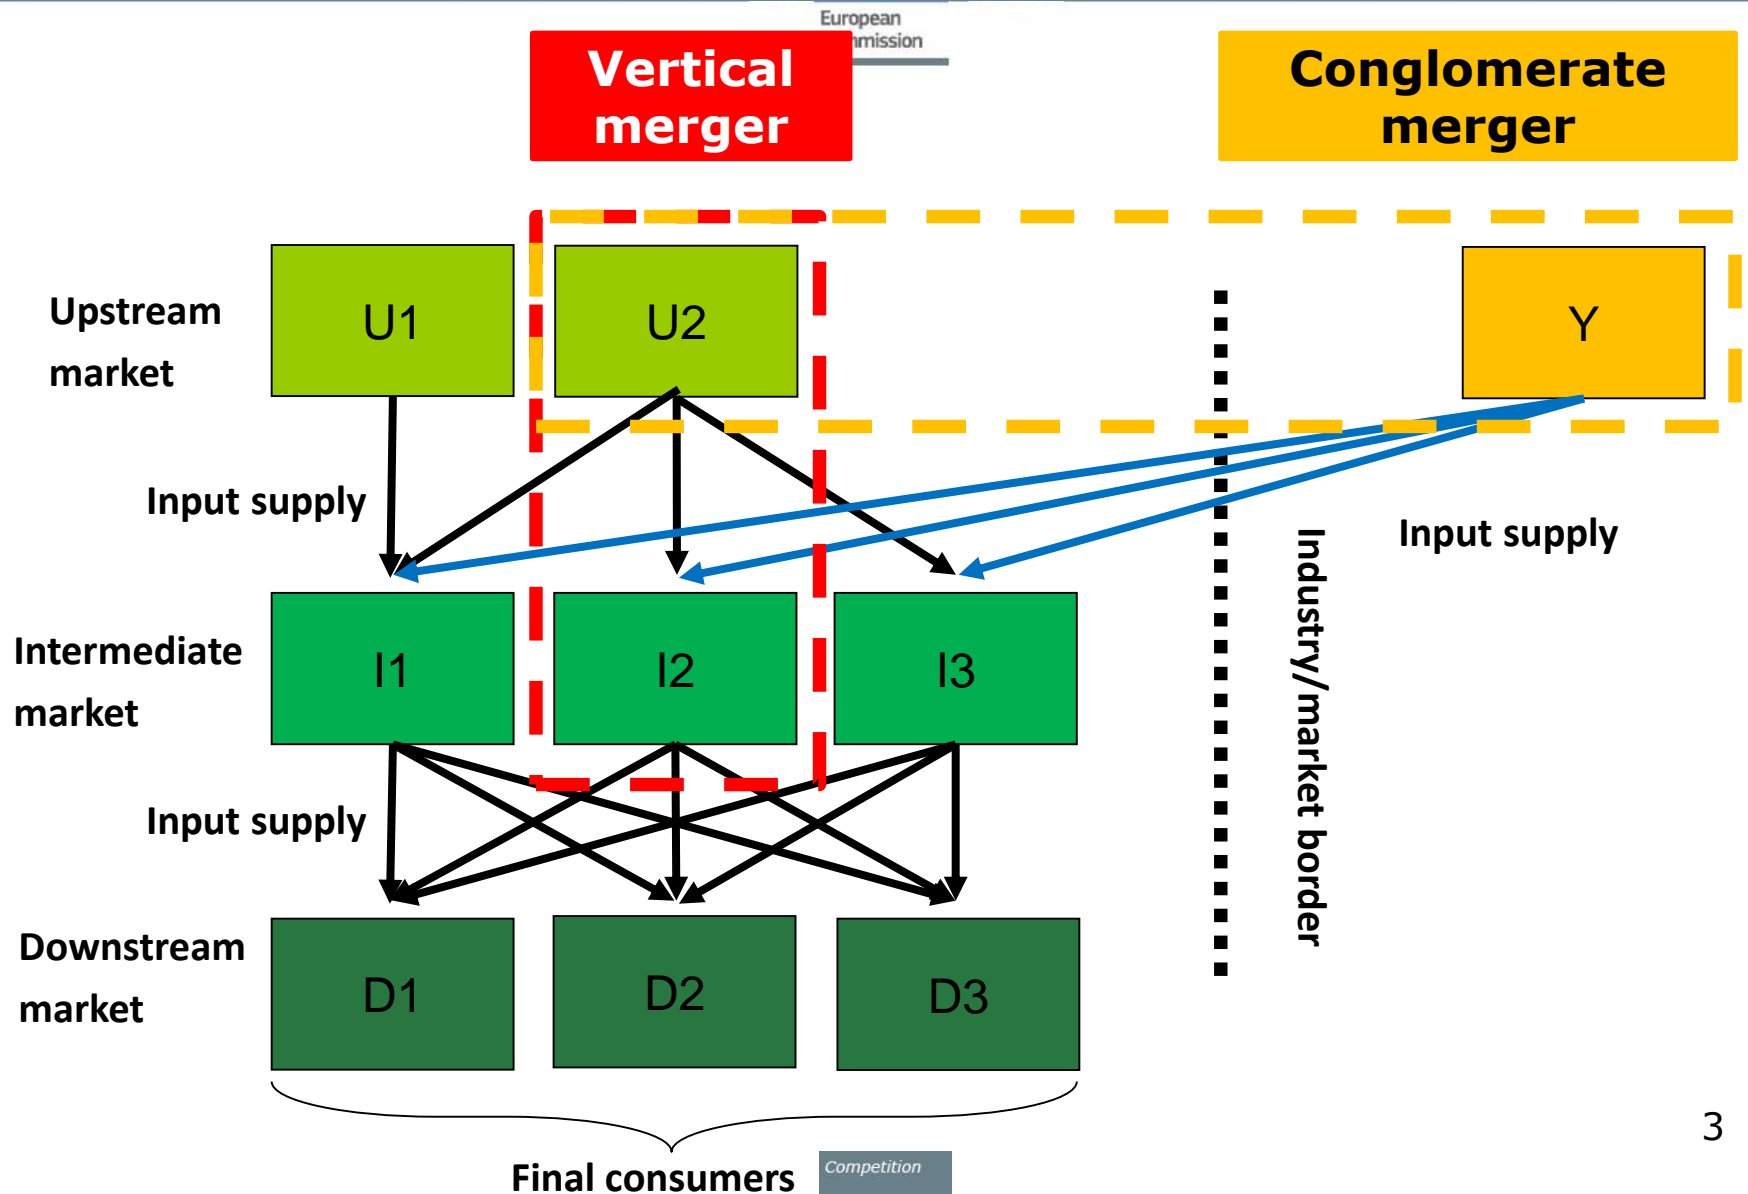 European
Vertical
merger
Conglomerate
merger
Upstream
market
U1
U2
Y
Input supply
Input supply
Industry/market border
Intermediate
market
I1
I2
I3
Input supply
Downstream
market
D1
D2
D3
Final consumers
Competition
3